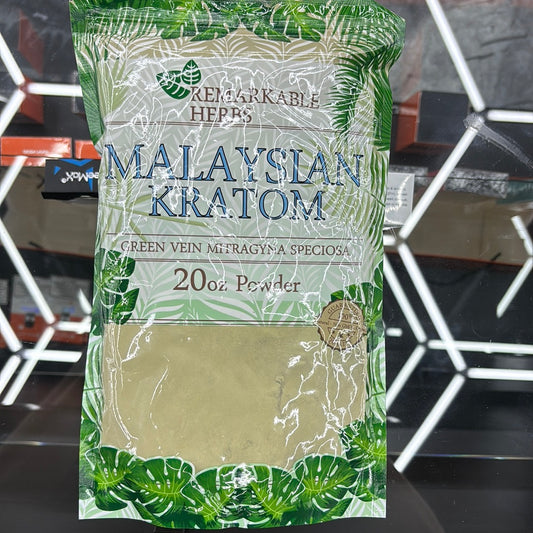 REMARKABLE
HERBS
MALAYSIAN
KRATOM
GREEN VEIN MITRAGYNA SPECIOSA
20oz Powder